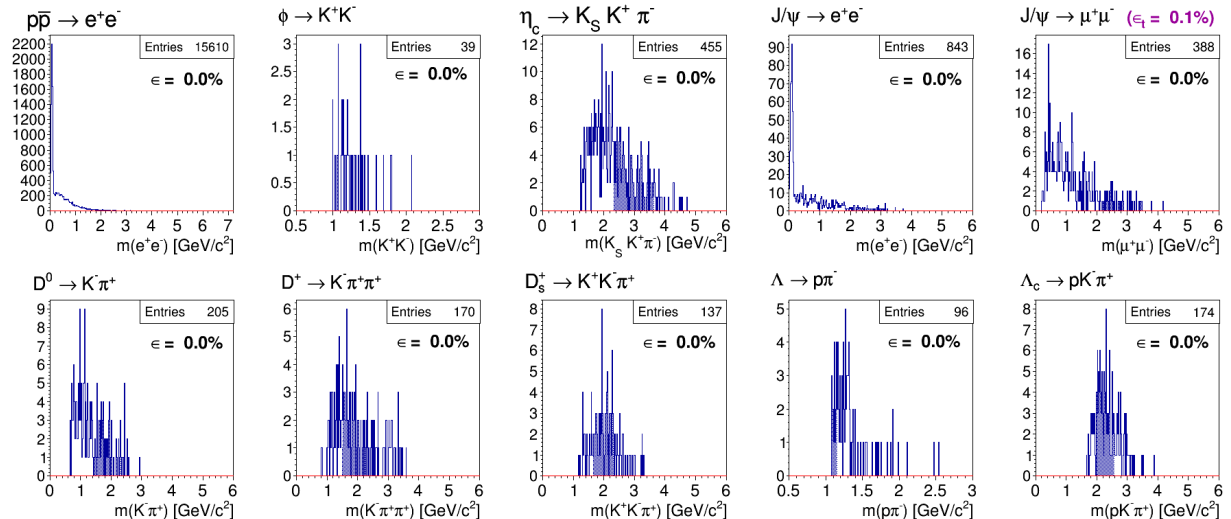 pp̅ → e⁺e⁻
Entries 15610
ϵ = 0.0%
2200
2000
1800
1600
1400
1200
1000
800
600
400
200
0
0 1 2 3 4 5 6 7
m(e⁺e⁻) [GeV/c²]
ϕ → K⁺K⁻
Entries 39
ϵ = 0.0%
3
2.5
2
1.5
1
0.5
0
0.5 1 1.5 2 2.5 3
m(K⁺K⁻) [GeV/c²]
η_c → K_S K⁺ π⁻
Entries 455
ϵ = 0.0%
12
10
8
6
4
2
0
0 1 2 3 4 5 6
m(K_S K⁺π⁻) [GeV/c²]
J/ψ → e⁺e⁻
Entries 843
ϵ = 0.0%
90
80
70
60
50
40
30
20
10
0
0 1 2 3 4 5 6
m(e⁺e⁻) [GeV/c²]
J/ψ → μ⁺μ⁻ (ϵ_t = 0.1%)
Entries 388
ϵ = 0.0%
16
14
12
10
8
6
4
2
0
0 1 2 3 4 5 6
m(μ⁺μ⁻) [GeV/c²]
D⁰ → K⁻π⁺
Entries 205
ϵ = 0.0%
9
8
7
6
5
4
3
2
1
0
0 1 2 3 4 5 6
m(K⁻π⁺) [GeV/c²]
D⁺ → K⁻π⁺π⁺
Entries 170
ϵ = 0.0%
6
5
4
3
2
1
0
0 1 2 3 4 5 6
m(K⁻π⁺π⁺) [GeV/c²]
D_s⁺ → K⁺K⁻π⁺
Entries 137
ϵ = 0.0%
8
7
6
5
4
3
2
1
0
0 1 2 3 4 5 6
m(K⁺K⁻π⁺) [GeV/c²]
Λ → pπ⁻
Entries 96
ϵ = 0.0%
5
4
3
2
1
0
0.5 1 1.5 2 2.5 3
m(pπ⁻) [GeV/c²]
Λ_c → pK⁻π⁺
Entries 174
ϵ = 0.0%
8
7
6
5
4
3
2
1
0
0 1 2 3 4 5 6
m(pK⁻π⁺) [GeV/c²]